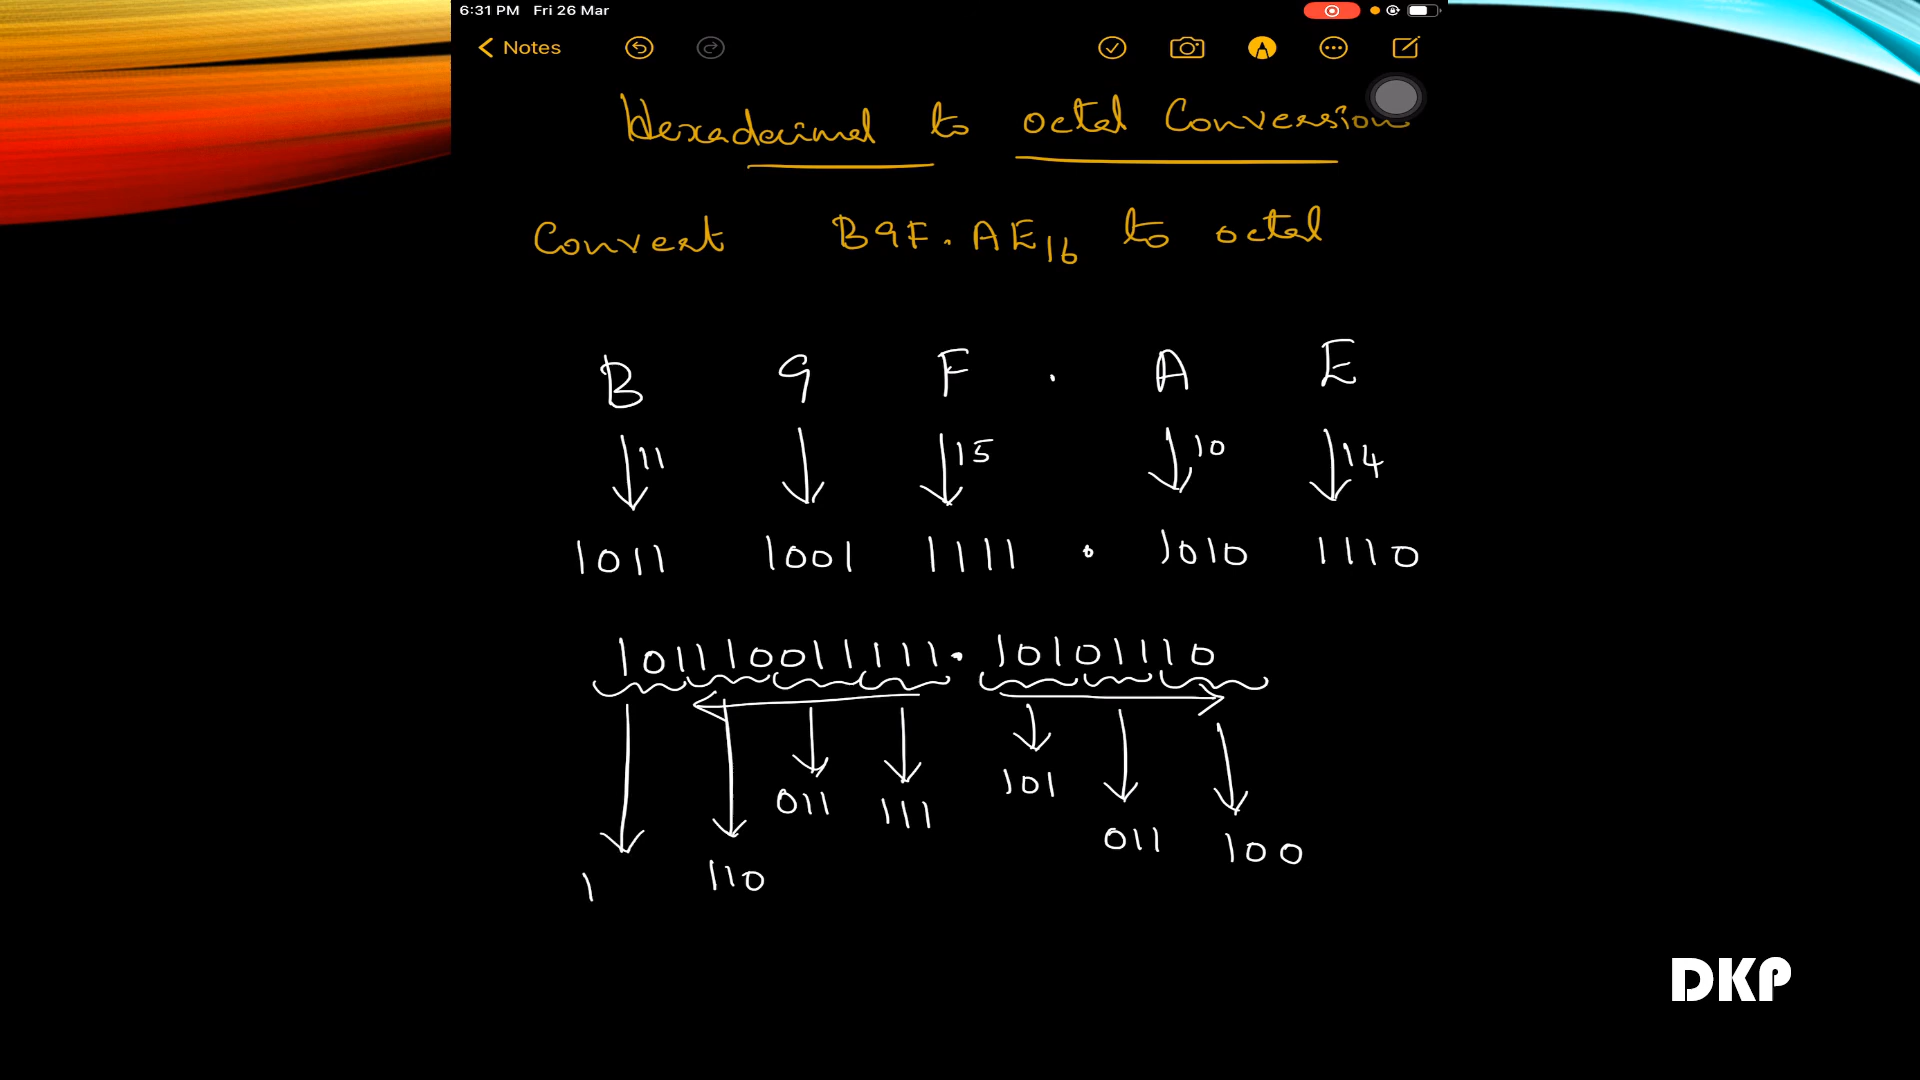 6:31 PM Fri 26 Mar
Notes
Hexadecimal to octal Conversion
Convert B9F.AE16 to octal
B 9 F . A E
11 15 10 14
1011 1001 1111 . 1010 1110
101110011111.10101110
101
011 111
011 100
1 110
DKP